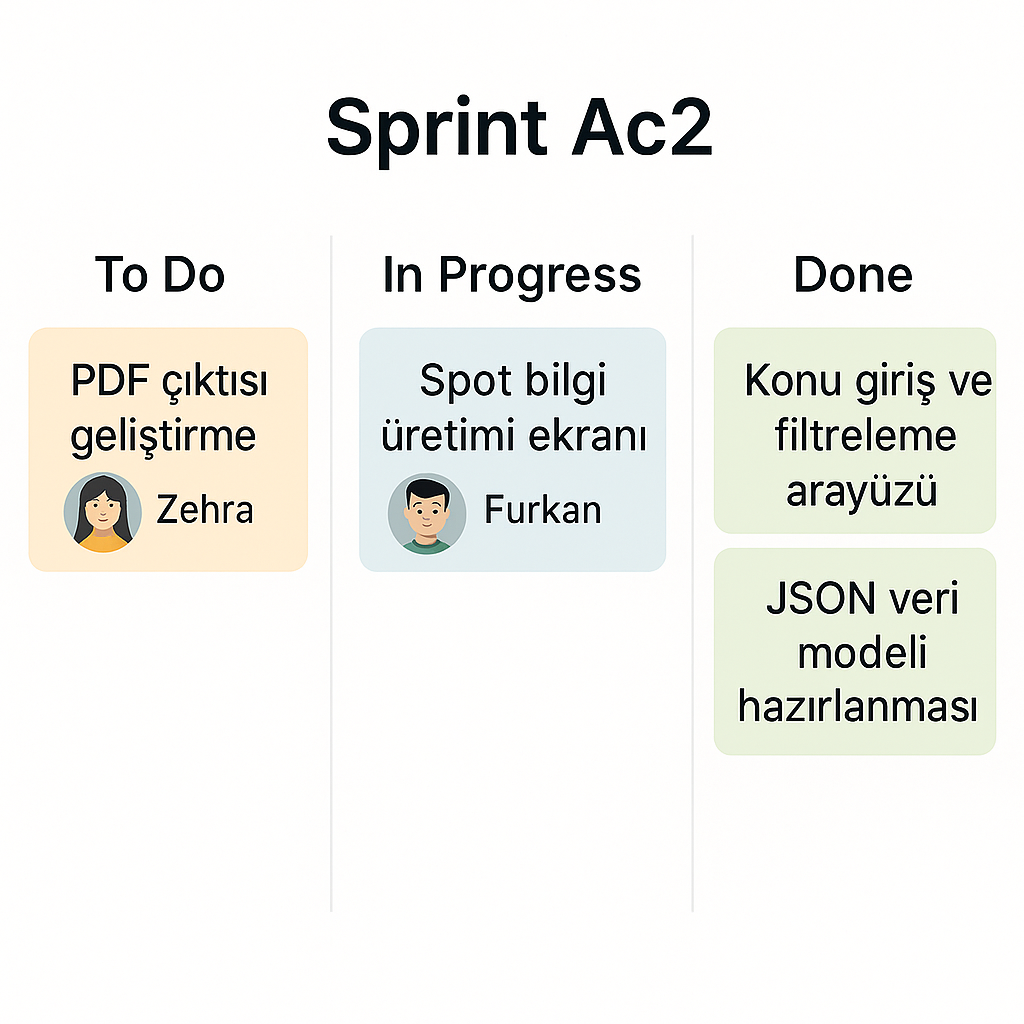 Sprint Ac2
To Do
PDF çıktısı
geliştirme
Zehra
In Progress
Spot bilgi
üretimi ekranı
Furkan
Done
Konu giriş ve
filtreleme
arayüzü
JSON veri
modeli
hazırlanması